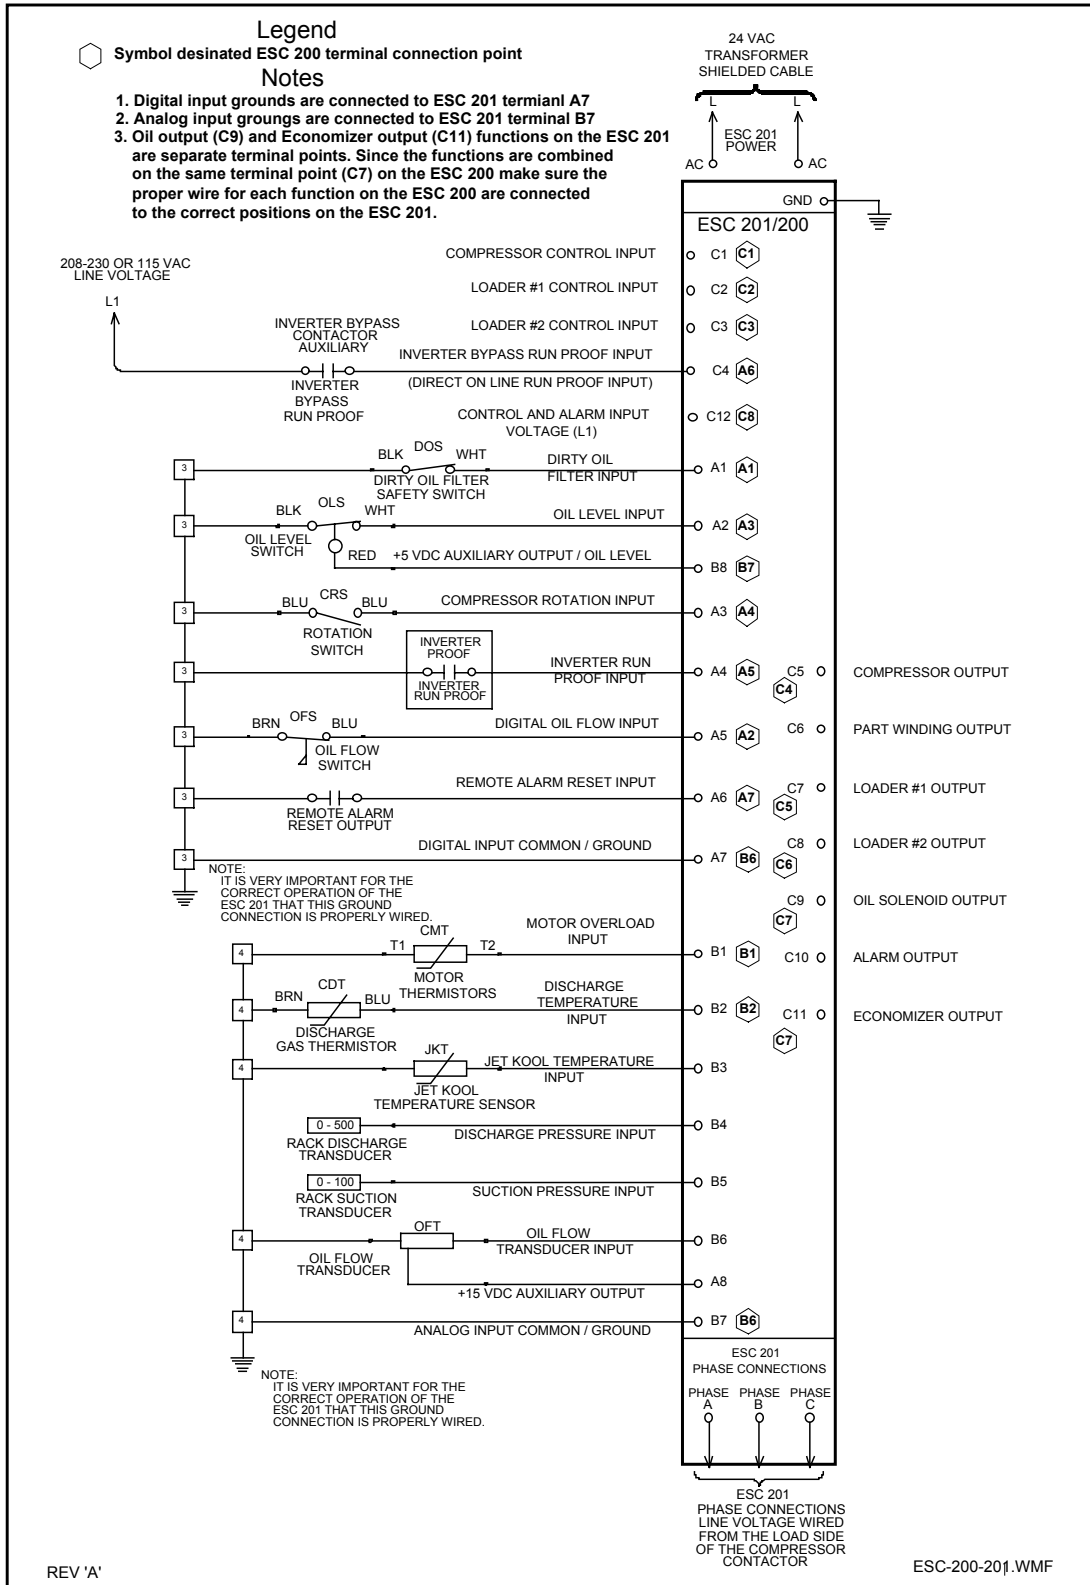 Legend
Symbol desinated ESC 200 terminal connection point
Notes
1. Digital input grounds are connected to ESC 201 termianl A7
2. Analog input groungs are connected to ESC 201 terminal B7
3. Oil output (C9) and Economizer output (C11) functions on the ESC 201
are separate terminal points. Since the functions are combined
on the same terminal point (C7) on the ESC 200 make sure the
proper wire for each function on the ESC 200 are connected
to the correct positions on the ESC 201.
24 VAC
TRANSFORMER
SHIELDED CABLE
L L
ESC 201
POWER
AC AC
GND
ESC 201/200
COMPRESSOR CONTROL INPUT C1 C1
LOADER #1 CONTROL INPUT C2 C2
LOADER #2 CONTROL INPUT C3 C3
208-230 OR 115 VAC
LINE VOLTAGE
L1
INVERTER BYPASS
CONTACTOR
AUXILIARY
INVERTER
BYPASS
RUN PROOF
INVERTER BYPASS RUN PROOF INPUT
(DIRECT ON LINE RUN PROOF INPUT)
C4 A6
CONTROL AND ALARM INPUT
VOLTAGE (L1)
C12 C8
3 BLK DOS WHT
DIRTY OIL FILTER
SAFETY SWITCH
DIRTY OIL
FILTER INPUT
A1 A1
3 BLK OLS WHT
OIL LEVEL
SWITCH
OIL LEVEL INPUT
A2 A3
RED +5 VDC AUXILIARY OUTPUT / OIL LEVEL
B8 B7
3 BLU CRS BLU
ROTATION
SWITCH
COMPRESSOR ROTATION INPUT
A3 A4
3
INVERTER
PROOF
INVERTER
RUN PROOF
INVERTER RUN
PROOF INPUT
A4 A5
C5 COMPRESSOR OUTPUT
C4
3 BRN OFS BLU
OIL FLOW
SWITCH
DIGITAL OIL FLOW INPUT
A5 A2
C6 PART WINDING OUTPUT
3
REMOTE ALARM
RESET OUTPUT
REMOTE ALARM RESET INPUT
A6 A7
C7 LOADER #1 OUTPUT
C5
3
DIGITAL INPUT COMMON / GROUND
A7 B6
C8 LOADER #2 OUTPUT
C6
NOTE:
IT IS VERY IMPORTANT FOR THE
CORRECT OPERATION OF THE
ESC 201 THAT THIS GROUND
CONNECTION IS PROPERLY WIRED.
C9 OIL SOLENOID OUTPUT
C7
4 T1 CMT T2
MOTOR
THERMISTORS
MOTOR OVERLOAD
INPUT
B1 B1
C10 ALARM OUTPUT
4 BRN CDT BLU
DISCHARGE
GAS THERMISTOR
DISCHARGE
TEMPERATURE
INPUT
B2 B2
C11 ECONOMIZER OUTPUT
C7
4 JKT
JET KOOL
TEMPERATURE SENSOR
JET KOOL TEMPERATURE
INPUT
B3
0 - 500
RACK DISCHARGE
TRANSDUCER
DISCHARGE PRESSURE INPUT
B4
0 - 100
RACK SUCTION
TRANSDUCER
SUCTION PRESSURE INPUT
B5
4 OFT
OIL FLOW
TRANSDUCER
OIL FLOW
TRANSDUCER INPUT
B6
+15 VDC AUXILIARY OUTPUT
A8
4
ANALOG INPUT COMMON / GROUND
B7 B6
NOTE:
IT IS VERY IMPORTANT FOR THE
CORRECT OPERATION OF THE
ESC 201 THAT THIS GROUND
CONNECTION IS PROPERLY WIRED.
ESC 201
PHASE CONNECTIONS
PHASE PHASE PHASE
A B C
ESC 201
PHASE CONNECTIONS
LINE VOLTAGE WIRED
FROM THE LOAD SIDE
OF THE COMPRESSOR
CONTACTOR
REV 'A'
ESC-200-201.WMF